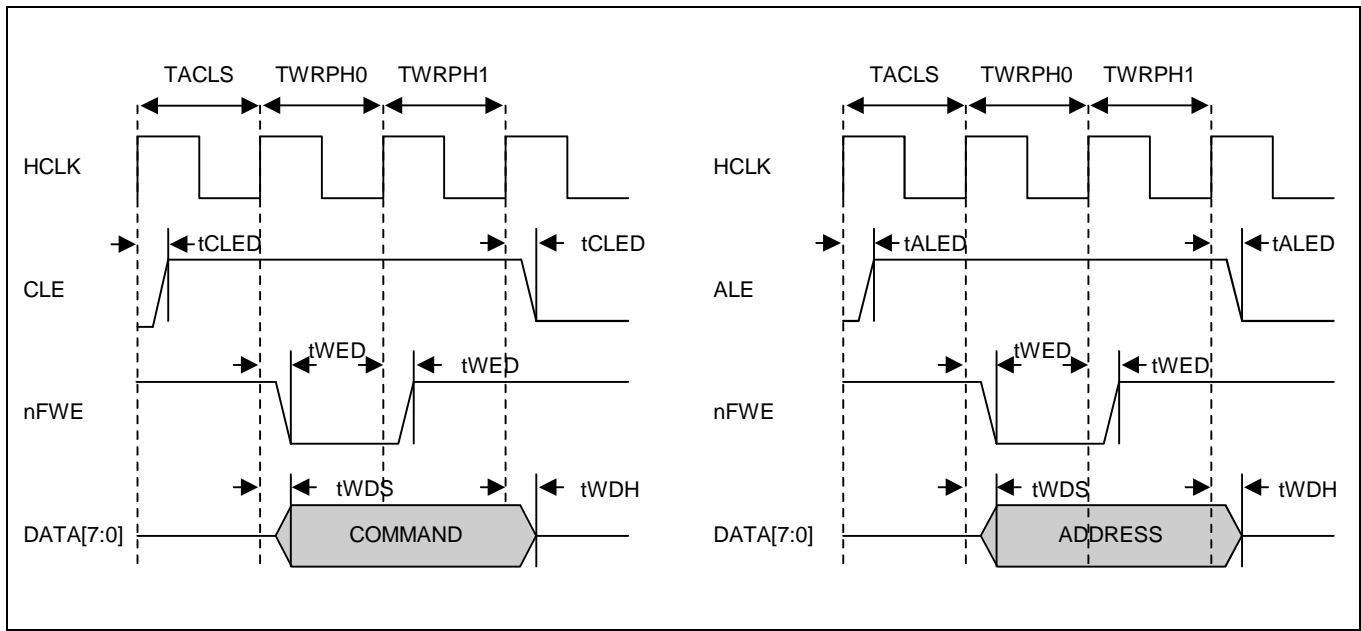 TACLS TWRPH0 TWRPH1
HCLK
tCLED tCLED
CLE
tWED tWED
nFWE
tWDS tWDH
DATA[7:0] COMMAND
TACLS TWRPH0 TWRPH1
HCLK
tALED tALED
ALE
tWED tWED
nFWE
tWDS tWDH
DATA[7:0] ADDRESS